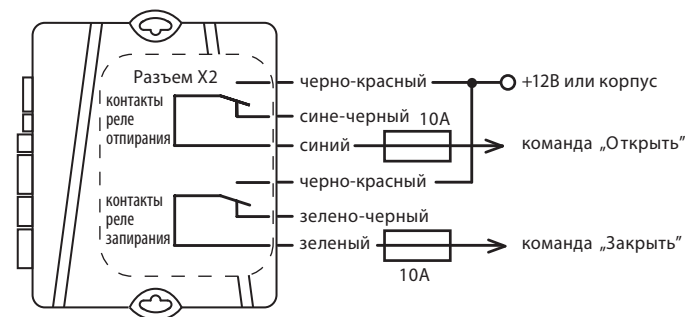 Разъем X2
черно-красный
+12В или корпус
контакты
реле
отпирания
сине-черный
10А
синий
команда „Открыть”
черно-красный
контакты
реле
запирания
зелено-черный
зеленый
команда „Закрыть”
10А